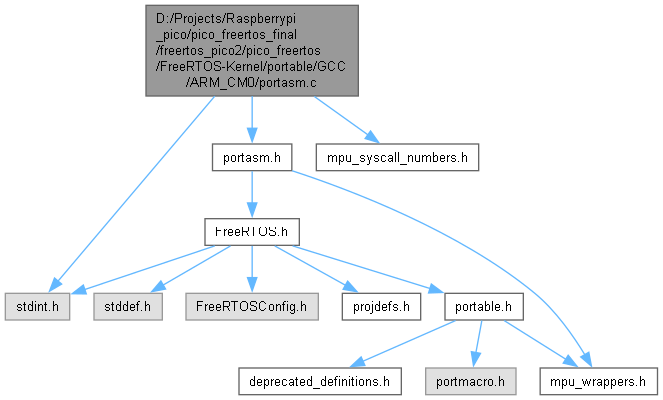 D:/Projects/Raspberrypi
_pico/pico_freertos_final
/freertos_pico2/pico_freertos
/FreeRTOS-Kernel/portable/GCC
/ARM_CM0/portasm.c
portasm.h
mpu_syscall_numbers.h
FreeRTOS.h
stdint.h
stddef.h
FreeRTOSConfig.h
projdefs.h
portable.h
deprecated_definitions.h
portmacro.h
mpu_wrappers.h